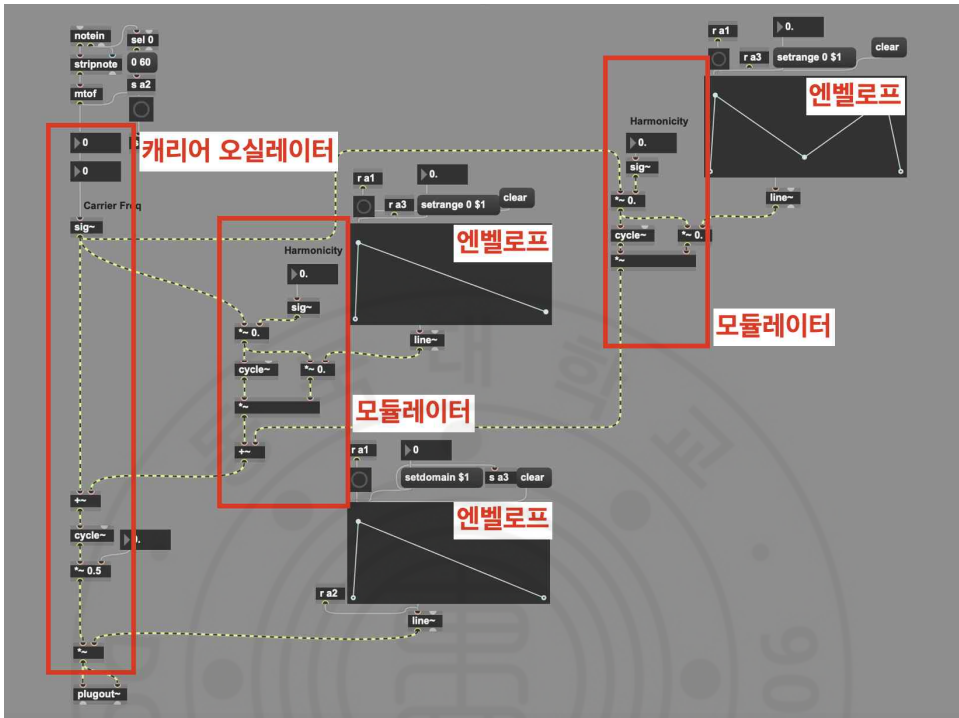 notein
sel 0
stripnote
0 60
mtof
s a2
0
s
캐리어 오실레이터
0
Carrier Freq
sig~
r a1
0.
r a3
setrange 0 $1
clear
엔벨로프
Harmonicity
0.
sig~
*~ 0.
line~
cycle~
*~ 0.
*~
모듈레이터
+~
r a1
0
setdomain $1
s a3
clear
엔벨로프
+~
cycle~
0.
*~ 0.5
r a2
line~
*~
plugout~
r a1
0.
r a3
setrange 0 $1
clear
엔벨로프
Harmonicity
0.
sig~
*~ 0.
line~
cycle~
*~ 0.
*~
모듈레이터
대
학
교
90